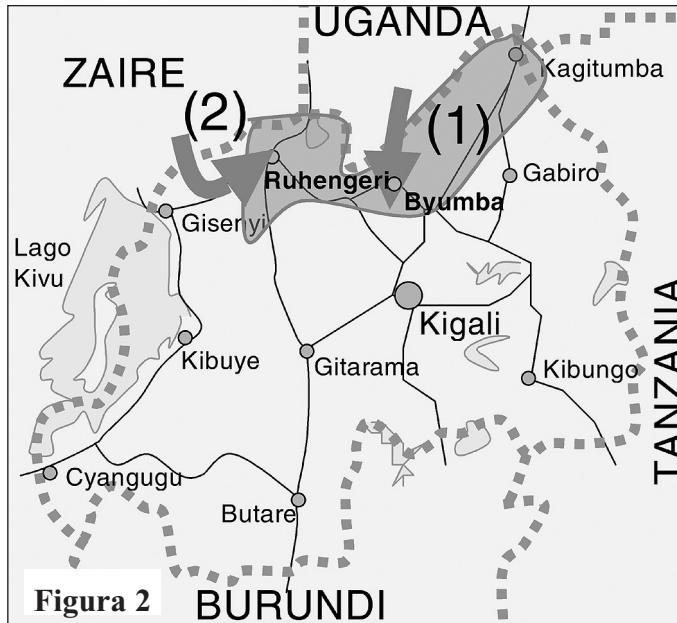 UGANDA
ZAIRE
Kagitumba
(2)
(1)
Ruhengeri
Gabiro
Byumba
Gisenyi
Lago
Kivu
Kigali
TANZANIA
Kibuye
Gitarama
Kibungo
Cyangugu
Butare
Figura 2
BURUNDI